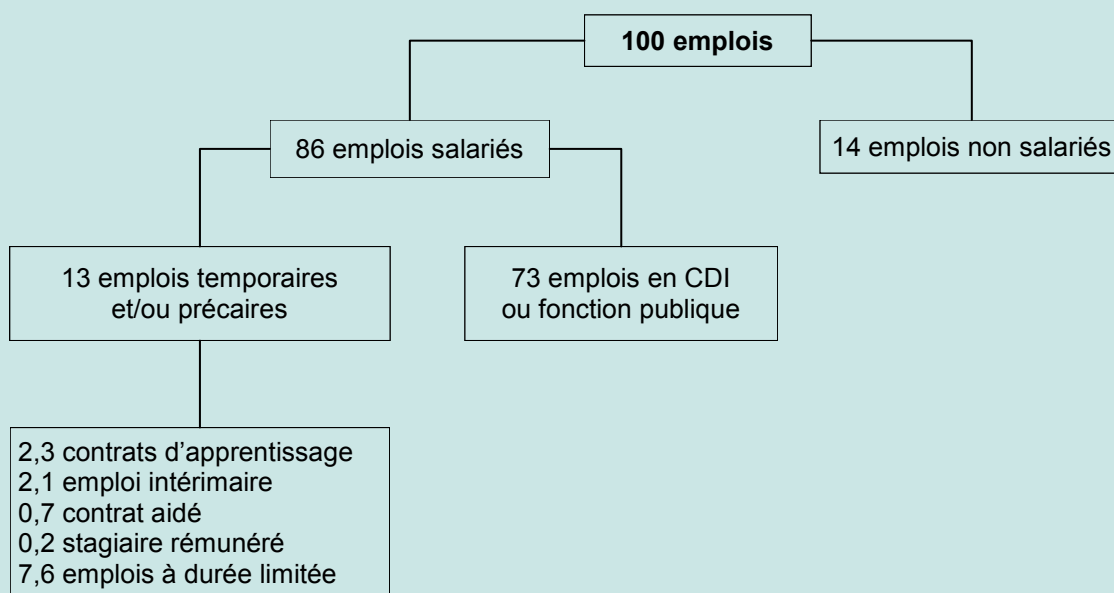 100 emplois
86 emplois salariés
14 emplois non salariés
13 emplois temporaires
et/ou précaires
73 emplois en CDI
ou fonction publique
2,3 contrats d’apprentissage
2,1 emploi intérimaire
0,7 contrat aidé
0,2 stagiaire rémunéré
7,6 emplois à durée limitée